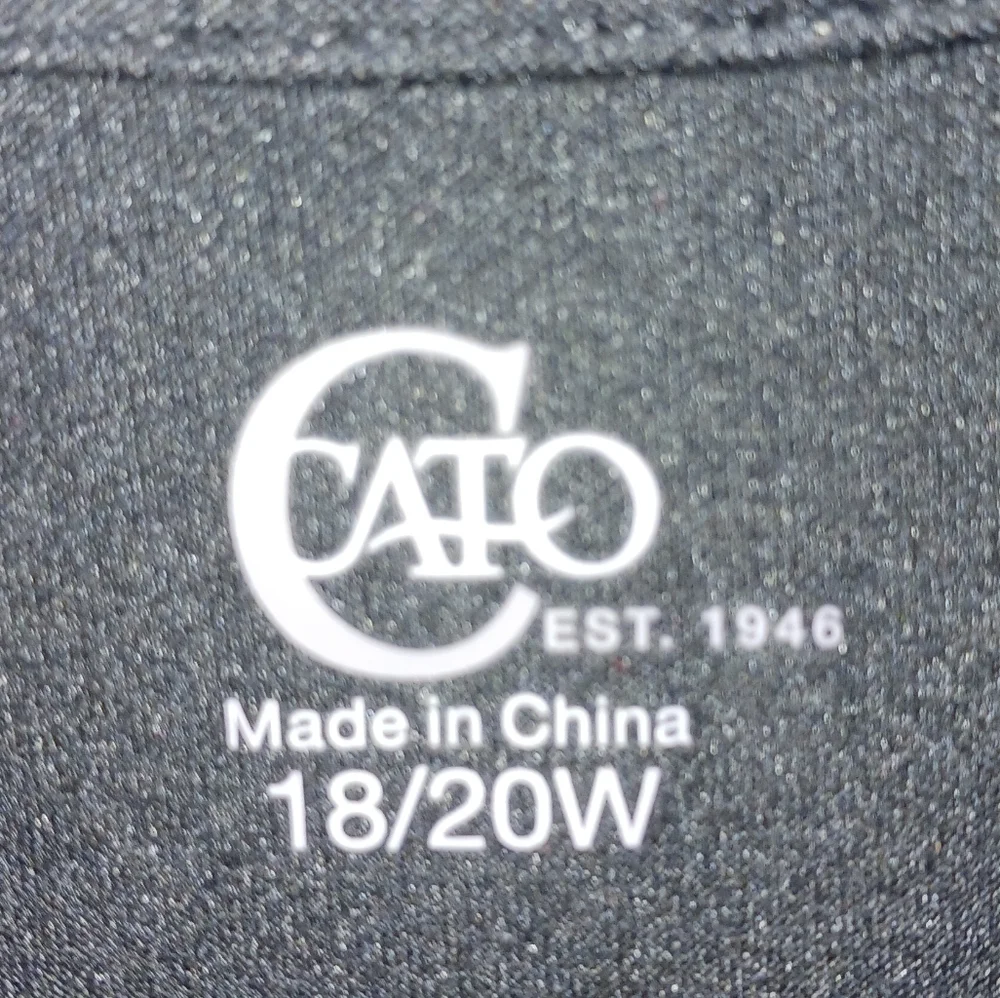 CATO
EST. 1946
Made in China
18/20W